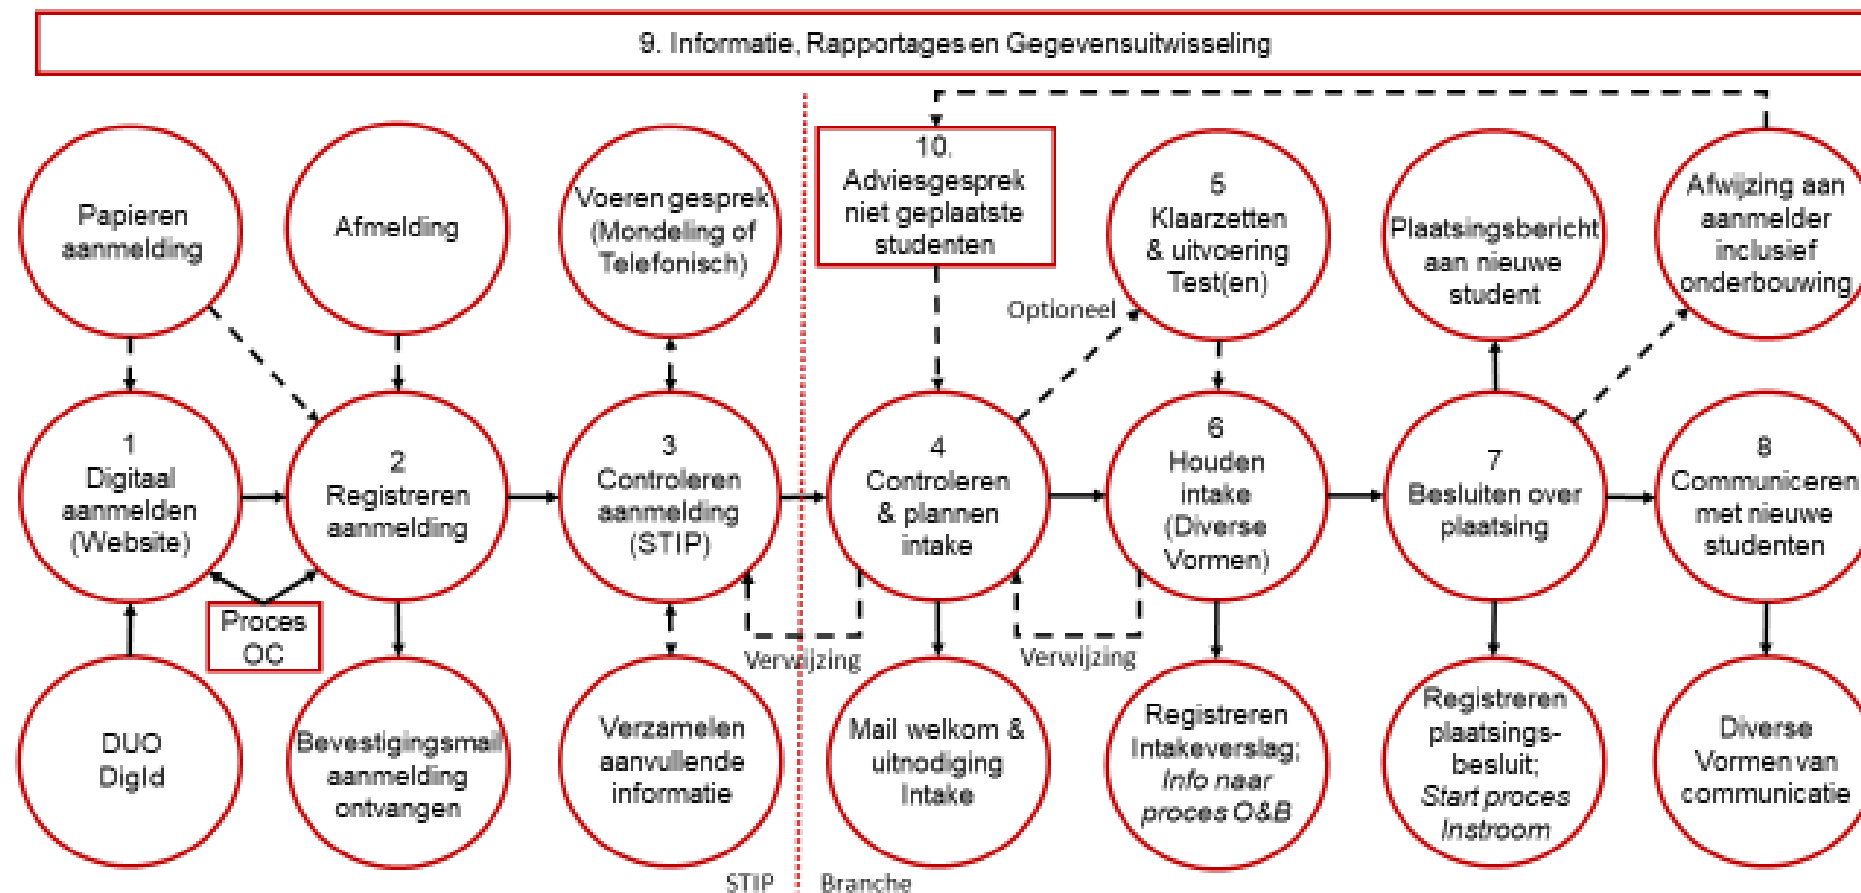 9. Informatie, Rapportages en Gegevensuitwisseling
Papieren
aanmelding
Afmelding
Voeren gesprek
(Mondeling of
Telefonisch)
10.
Adviesgesprek
niet geplaatste
studenten
5
Klaarzetten
& uitvoering
Test(en)
Plaatsingsbericht
aan nieuwe
student
Afwijzing aan
aanmelder
inclusief
onderbouwing
Optioneel
1
Digitaal
aanmelden
(Website)
2
Registreren
aanmelding
3
Controleren
aanmelding
(STIP)
4
Controleren
& plannen
intake
6
Houden
intake
(Diverse
Vormen)
7
Besluiten over
plaatsing
8
Communiceren
met nieuwe
studenten
Proces
OC
Verwijzing
Verwijzing
DUO
DigId
Bevestigingsmail
aanmelding
ontvangen
Verzamelen
aanvullende
informatie
Mail welkom &
uitnodiging
Intake
Registreren
Intakeverslag;
Info naar
proces O&B
Registreren
plaatsings-
besluit;
Start proces
Instroom
Diverse
Vormen van
communicatie
STIP
Branche